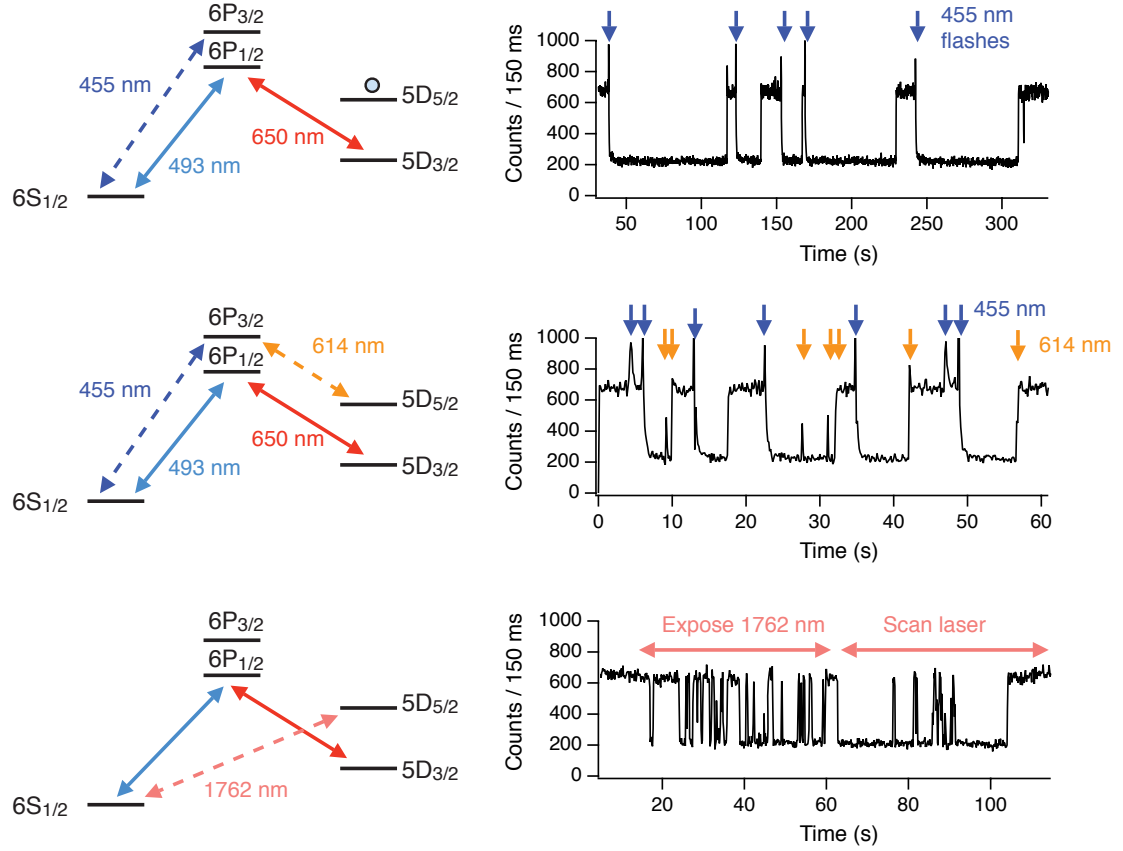 6P3/2
6P1/2
455 nm
5D5/2
650 nm
493 nm
5D3/2
6S1/2
455 nm
flashes
Counts / 150 ms
1000
800
600
400
200
0
50 100 150 200 250 300
Time (s)
6P3/2
6P1/2
614 nm
455 nm
5D5/2
650 nm
493 nm
5D3/2
6S1/2
455 nm
614 nm
Counts / 150 ms
1000
800
600
400
200
0
0 10 20 30 40 50 60
Time (s)
6P3/2
6P1/2
5D5/2
5D3/2
1762 nm
6S1/2
Expose 1762 nm Scan laser
Counts / 150 ms
1000
800
600
400
200
0
20 40 60 80 100
Time (s)